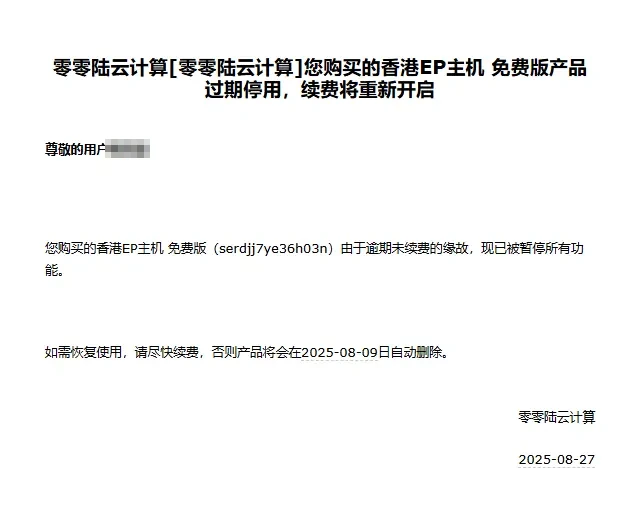 零零陆云计算[零零陆云计算]您购买的香港EP主机 免费版产品
过期停用，续费将重新开启
尊敬的用户
您购买的香港EP主机 免费版（serdjj7ye36h03n）由于逾期未续费的缘故，现已被暂停所有功
能。
如需恢复使用，请尽快续费，否则产品将会在2025-08-09日自动删除。
零零陆云计算
2025-08-27